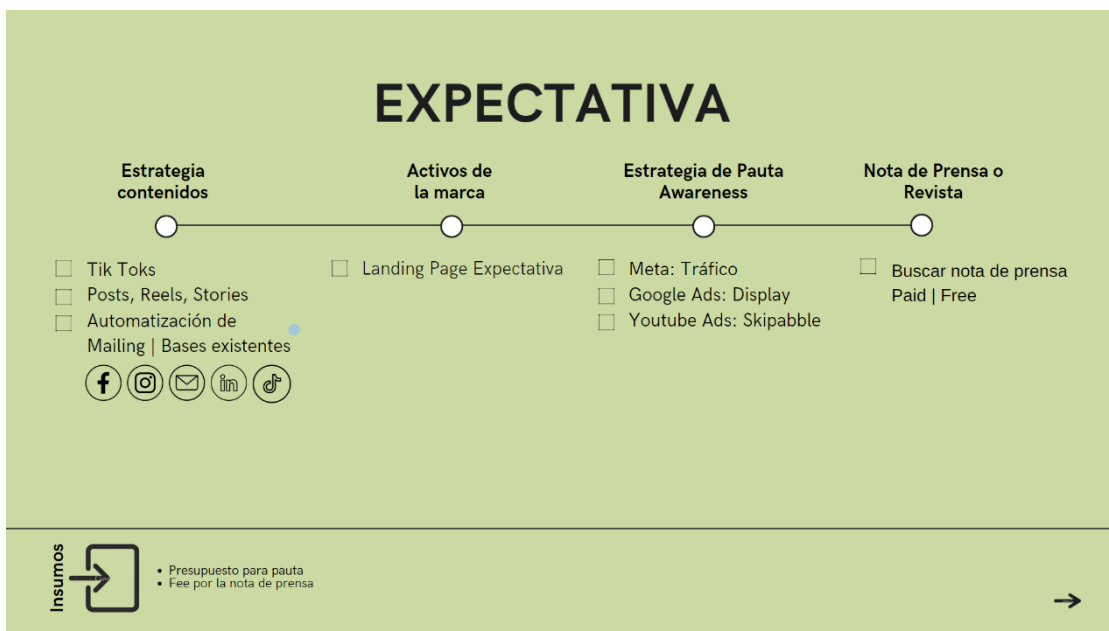 EXPECTATIVA
Estrategia
contenidos
Tik Toks
Posts, Reels, Stories
Automatización de
Mailing | Bases existentes
Activos de
la marca
Landing Page Expectativa
Estrategia de Pauta
Awareness
Meta: Tráfico
Google Ads: Display
Youtube Ads: Skipabble
Nota de Prensa o
Revista
Buscar nota de prensa
Paid | Free
Insumos
• Presupuesto para pauta
• Fee por la nota de prensa